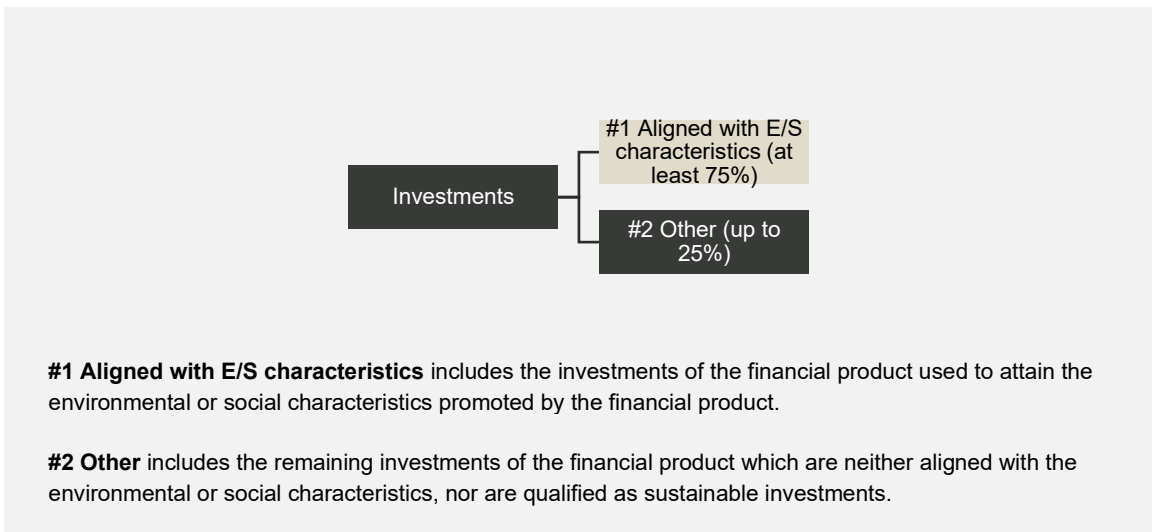 #1 Aligned with E/S
characteristics (at
least 75%)
Investments
#2 Other (up to
25%)
#1 Aligned with E/S characteristics includes the investments of the financial product used to attain the
environmental or social characteristics promoted by the financial product.
#2 Other includes the remaining investments of the financial product which are neither aligned with the
environmental or social characteristics, nor are qualified as sustainable investments.